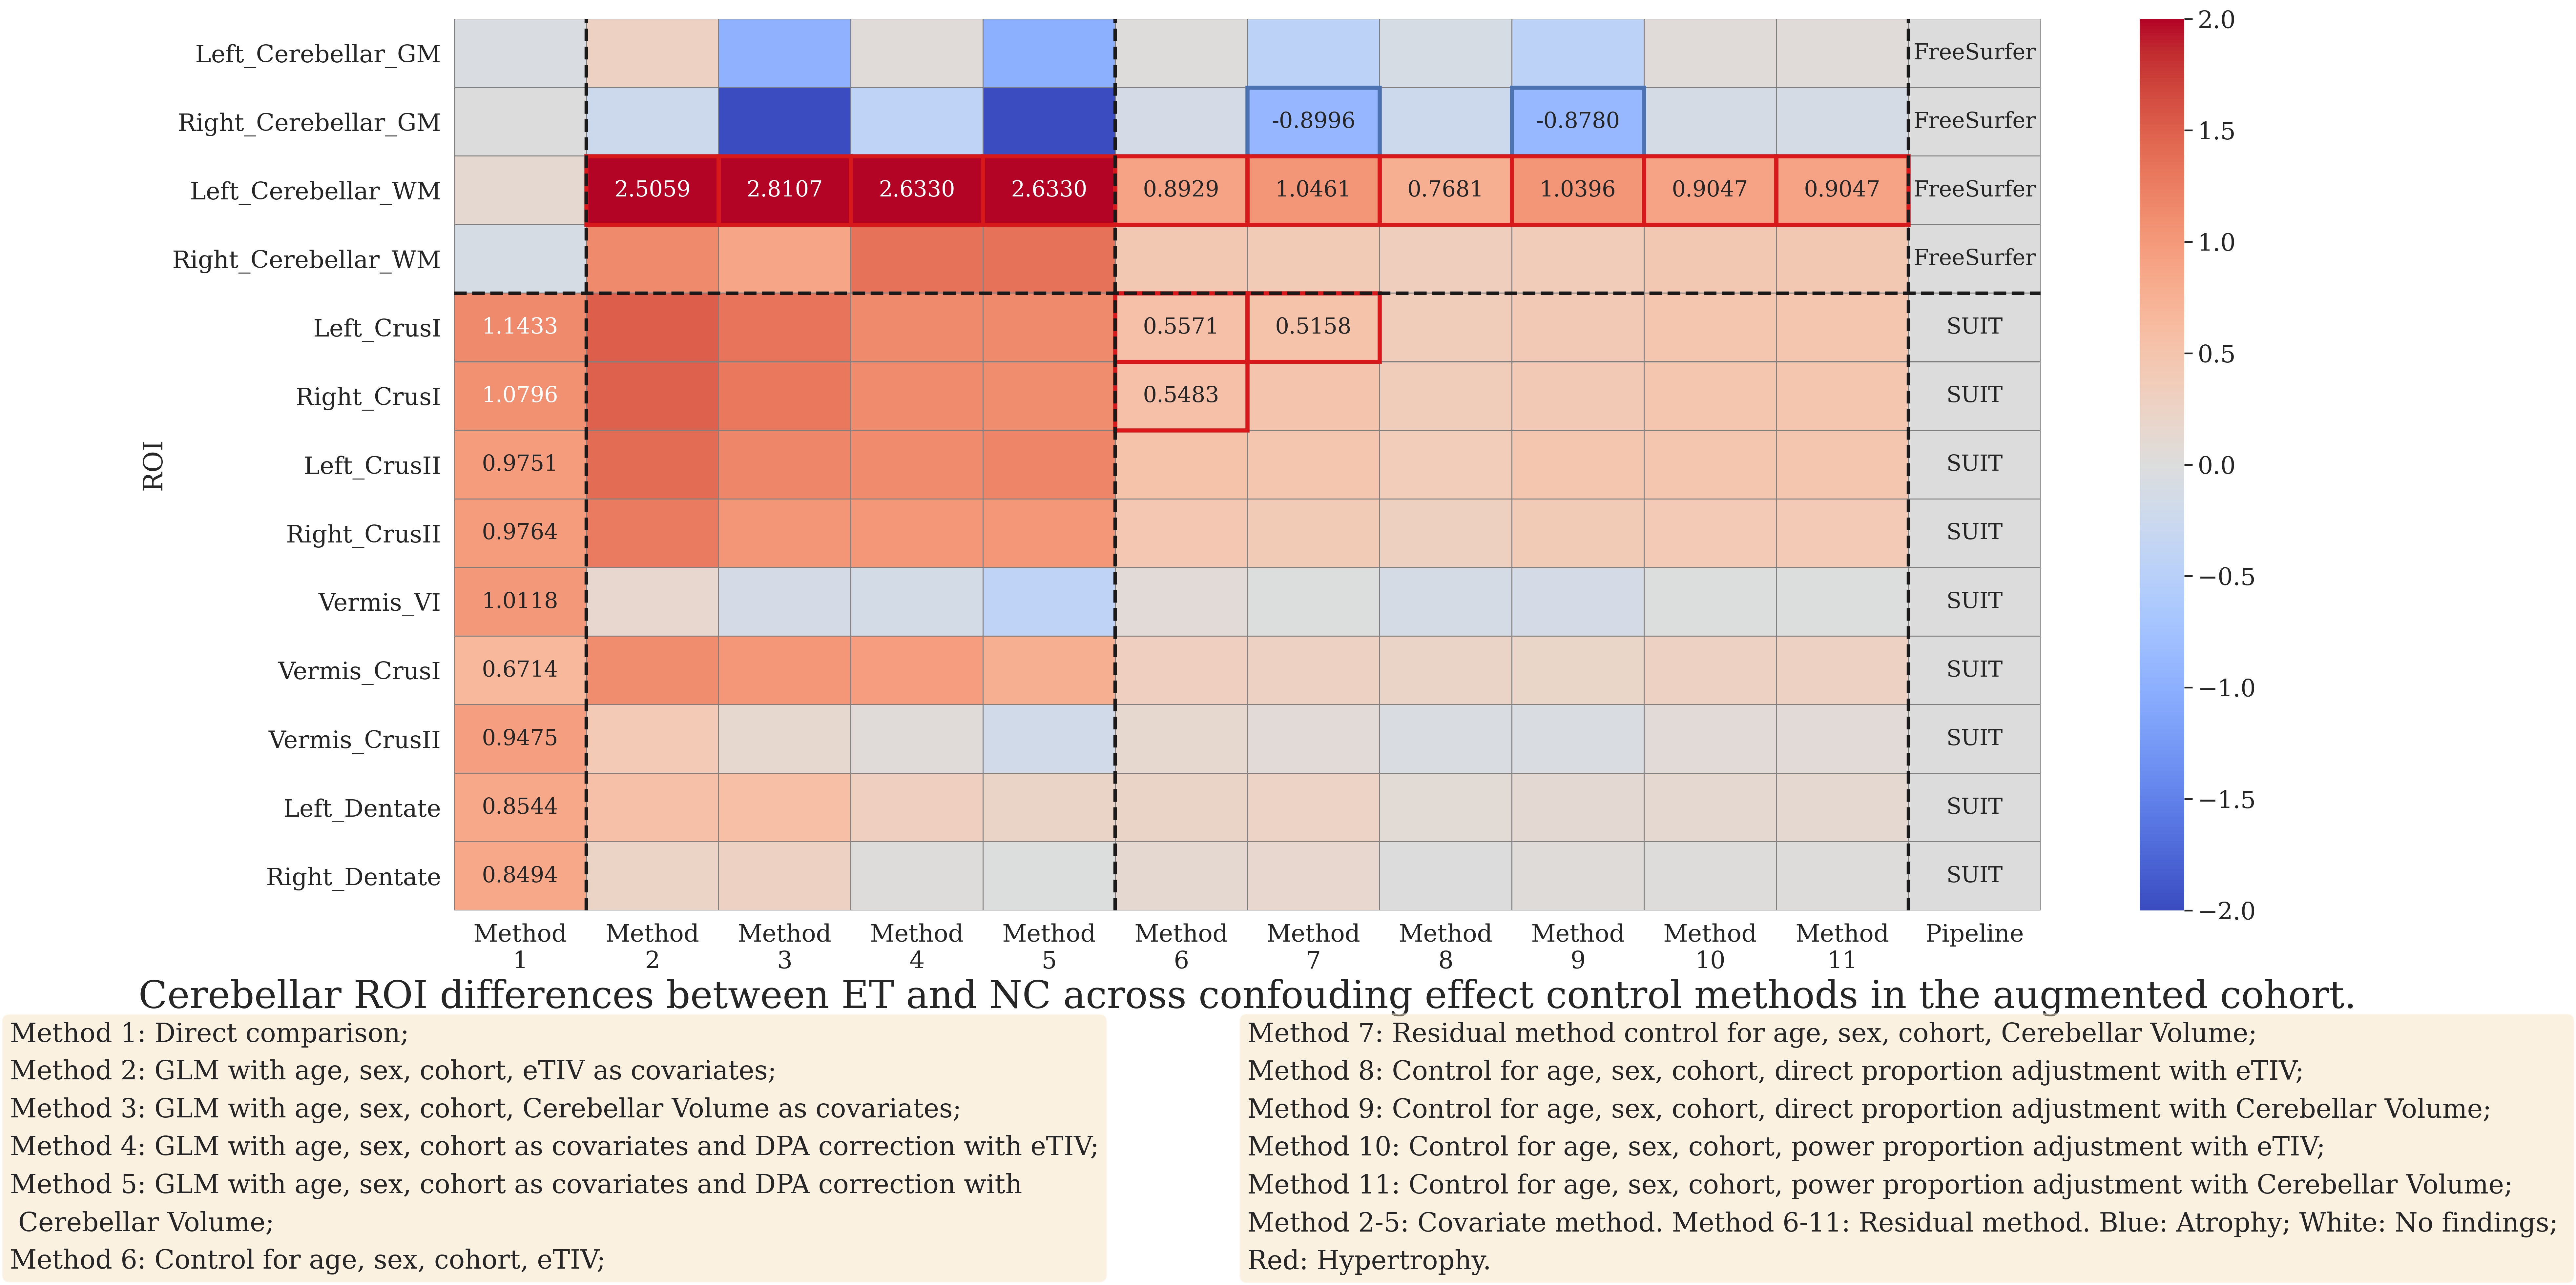 Left_Cerebellar_GM FreeSurfer
Right_Cerebellar_GM -0.8996 -0.8780 FreeSurfer
Left_Cerebellar_WM 2.5059 2.8107 2.6330 2.6330 0.8929 1.0461 0.7681 1.0396 0.9047 0.9047 FreeSurfer
Right_Cerebellar_WM FreeSurfer
Left_CrusI 1.1433 0.5571 0.5158 SUIT
Right_CrusI 1.0796 0.5483 SUIT
Left_CrusII 0.9751 SUIT
Right_CrusII 0.9764 SUIT
Vermis_VI 1.0118 SUIT
Vermis_CrusI 0.6714 SUIT
Vermis_CrusII 0.9475 SUIT
Left_Dentate 0.8544 SUIT
Right_Dentate 0.8494 SUIT
ROI
Method Method Method Method Method Method Method Method Method Method Method Pipeline
1 2 3 4 5 6 7 8 9 10 11
2.0
1.5
1.0
0.5
0.0
−0.5
−1.0
−1.5
−2.0
Cerebellar ROI differences between ET and NC across confouding effect control methods in the augmented cohort.
Method 1: Direct comparison;
Method 2: GLM with age, sex, cohort, eTIV as covariates;
Method 3: GLM with age, sex, cohort, Cerebellar Volume as covariates;
Method 4: GLM with age, sex, cohort as covariates and DPA correction with eTIV;
Method 5: GLM with age, sex, cohort as covariates and DPA correction with
Cerebellar Volume;
Method 6: Control for age, sex, cohort, eTIV;
Method 7: Residual method control for age, sex, cohort, Cerebellar Volume;
Method 8: Control for age, sex, cohort, direct proportion adjustment with eTIV;
Method 9: Control for age, sex, cohort, direct proportion adjustment with Cerebellar Volume;
Method 10: Control for age, sex, cohort, power proportion adjustment with eTIV;
Method 11: Control for age, sex, cohort, power proportion adjustment with Cerebellar Volume;
Method 2-5: Covariate method. Method 6-11: Residual method. Blue: Atrophy; White: No findings;
Red: Hypertrophy.